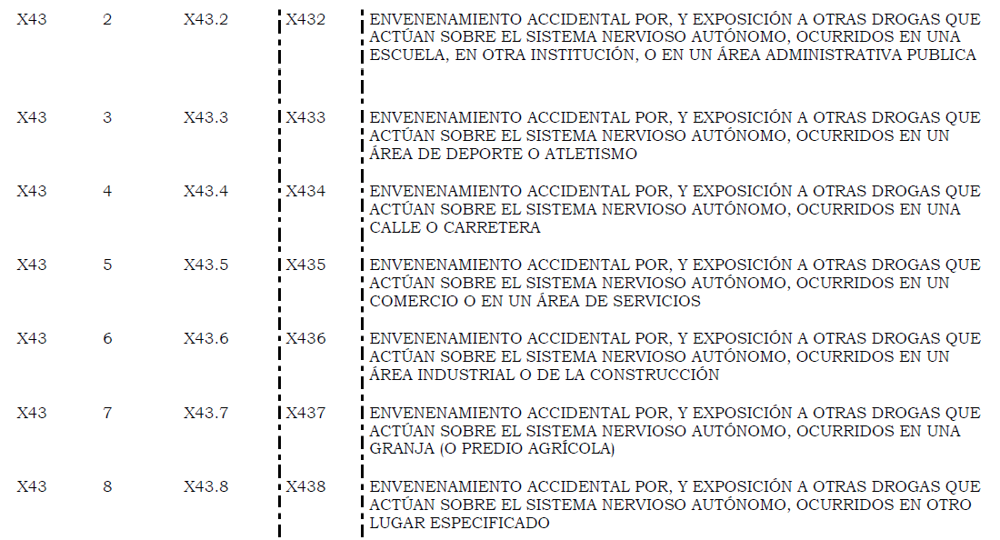 X43 2 X43.2 X432 ENVENENAMIENTO ACCIDENTAL POR, Y EXPOSICIÓN A OTRAS DROGAS QUE
ACTÚAN SOBRE EL SISTEMA NERVIOSO AUTÓNOMO, OCURRIDOS EN UNA
ESCUELA, EN OTRA INSTITUCIÓN, O EN UN ÁREA ADMINISTRATIVA PUBLICA
X43 3 X43.3 X433 ENVENENAMIENTO ACCIDENTAL POR, Y EXPOSICIÓN A OTRAS DROGAS QUE
ACTÚAN SOBRE EL SISTEMA NERVIOSO AUTÓNOMO, OCURRIDOS EN UN
ÁREA DE DEPORTE O ATLETISMO
X43 4 X43.4 X434 ENVENENAMIENTO ACCIDENTAL POR, Y EXPOSICIÓN A OTRAS DROGAS QUE
ACTÚAN SOBRE EL SISTEMA NERVIOSO AUTÓNOMO, OCURRIDOS EN UNA
CALLE O CARRETERA
X43 5 X43.5 X435 ENVENENAMIENTO ACCIDENTAL POR, Y EXPOSICIÓN A OTRAS DROGAS QUE
ACTÚAN SOBRE EL SISTEMA NERVIOSO AUTÓNOMO, OCURRIDOS EN UN
COMERCIO O EN UN ÁREA DE SERVICIOS
X43 6 X43.6 X436 ENVENENAMIENTO ACCIDENTAL POR, Y EXPOSICIÓN A OTRAS DROGAS QUE
ACTÚAN SOBRE EL SISTEMA NERVIOSO AUTÓNOMO, OCURRIDOS EN UN
ÁREA INDUSTRIAL O DE LA CONSTRUCCIÓN
X43 7 X43.7 X437 ENVENENAMIENTO ACCIDENTAL POR, Y EXPOSICIÓN A OTRAS DROGAS QUE
ACTÚAN SOBRE EL SISTEMA NERVIOSO AUTÓNOMO, OCURRIDOS EN UNA
GRANJA (O PREDIO AGRÍCOLA)
X43 8 X43.8 X438 ENVENENAMIENTO ACCIDENTAL POR, Y EXPOSICIÓN A OTRAS DROGAS QUE
ACTÚAN SOBRE EL SISTEMA NERVIOSO AUTÓNOMO, OCURRIDOS EN OTRO
LUGAR ESPECIFICADO